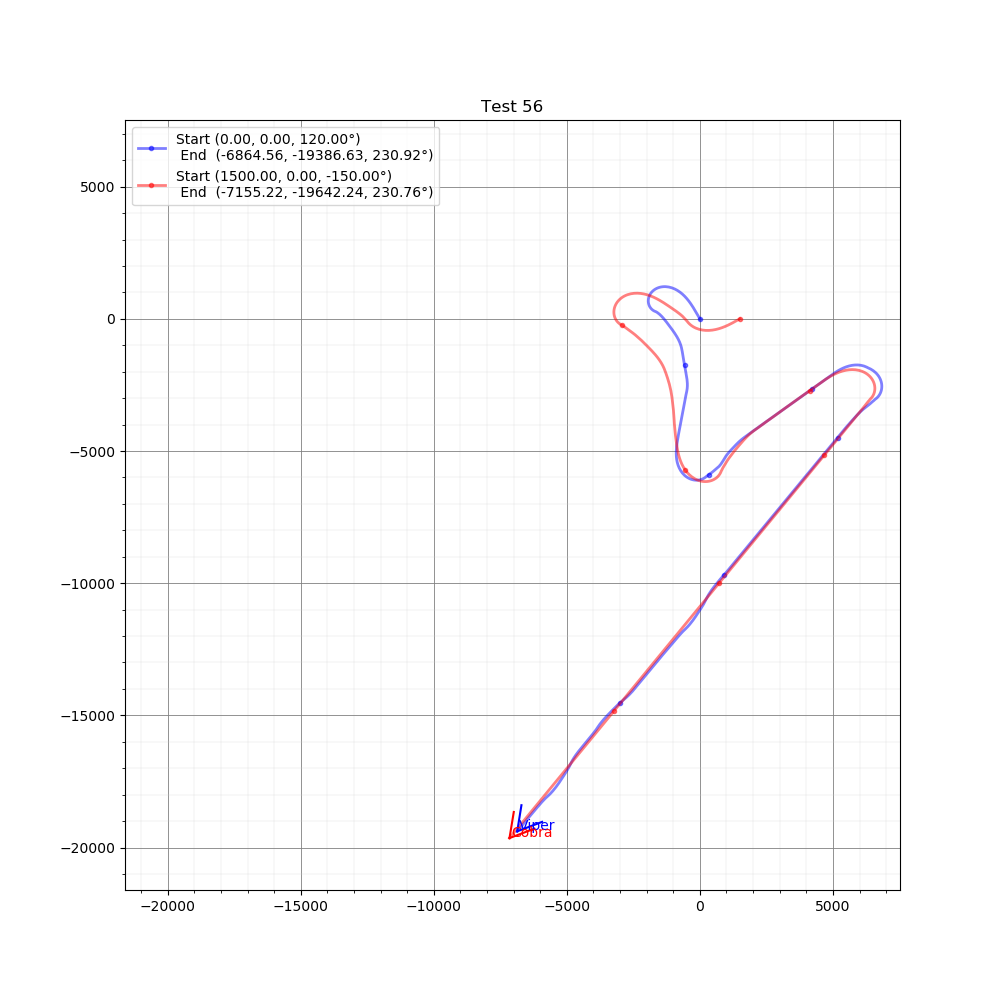 Test 56
Start (0.00, 0.00, 120.00°)
End  (-6864.56, -19386.63, 230.92°)
Start (1500.00, 0.00, -150.00°)
End  (-7155.22, -19642.24, 230.76°)
5000
0
−5000
−10000
−15000
−20000
Viper
Cobra
−20000
−15000
−10000
−5000
0
5000